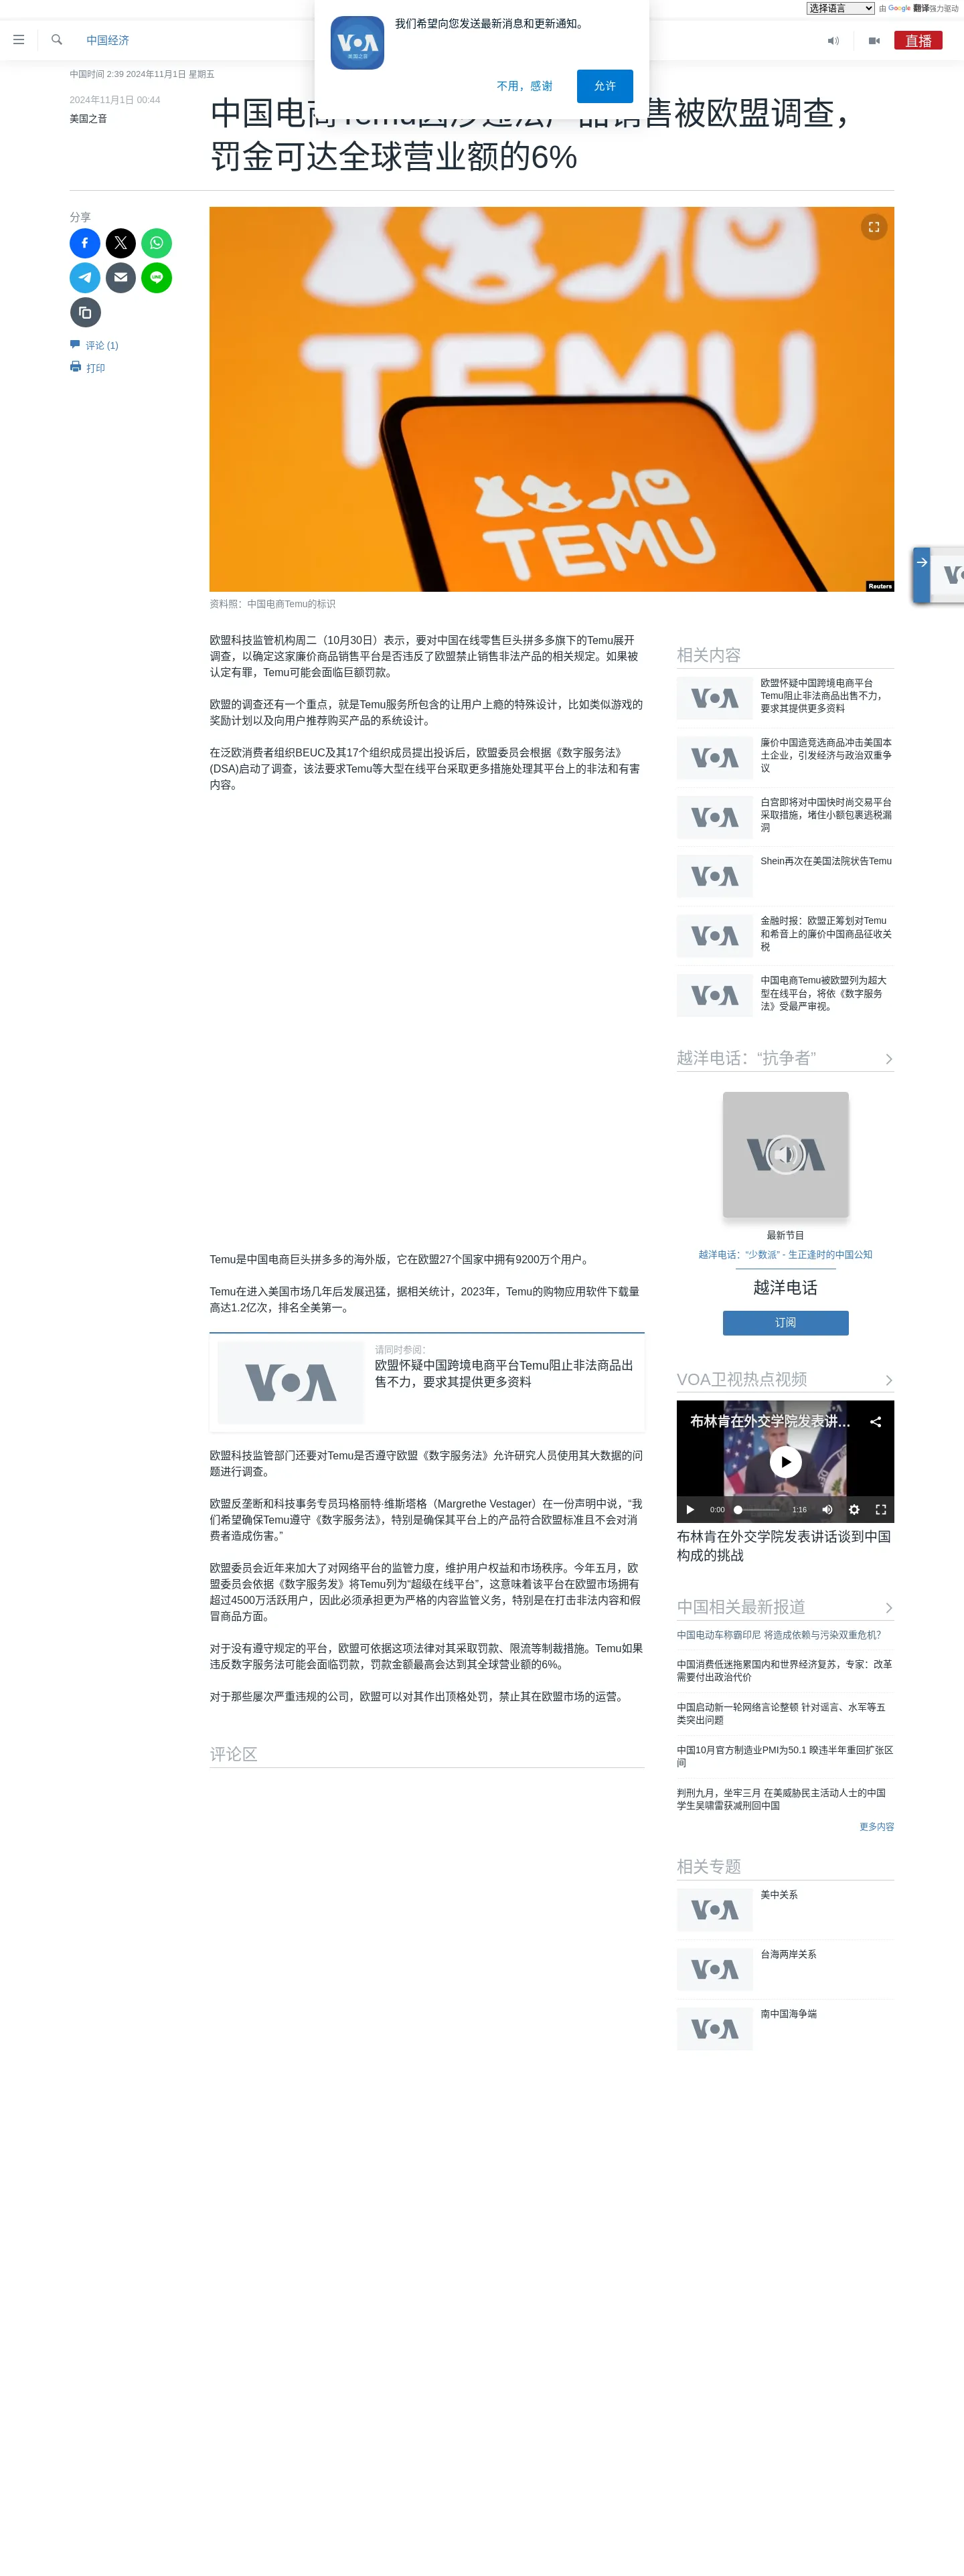 选择语言
由 Google 翻译强力驱动
VOA
美国之音
我们希望向您发送最新消息和更新通知。
不用，感谢
允许
中国经济
直播
中国时间 2:39 2024年11月1日 星期五
2024年11月1日 00:44
美国之音
中国电商
售被欧盟调查，
罚金可达全球营业额的6%
分享
评论 (1)
打印
TEMU
TEMU
Reuters
资料照：中国电商Temu的标识
欧盟科技监管机构周二（10月30日）表示，要对中国在线零售巨头拼多多旗下的Temu展开
调查，以确定这家廉价商品销售平台是否违反了欧盟禁止销售非法产品的相关规定。如果被
认定有罪，Temu可能会面临巨额罚款。
欧盟的调查还有一个重点，就是Temu服务所包含的让用户上瘾的特殊设计，比如类似游戏的
奖励计划以及向用户推荐购买产品的系统设计。
在泛欧消费者组织BEUC及其17个组织成员提出投诉后，欧盟委员会根据《数字服务法》
(DSA)启动了调查，该法要求Temu等大型在线平台采取更多措施处理其平台上的非法和有害
内容。
Temu是中国电商巨头拼多多的海外版，它在欧盟27个国家中拥有9200万个用户。
Temu在进入美国市场几年后发展迅猛，据相关统计，2023年，Temu的购物应用软件下载量
高达1.2亿次，排名全美第一。
VOA
请同时参阅：
欧盟怀疑中国跨境电商平台Temu阻止非法商品出
售不力，要求其提供更多资料
欧盟科技监管部门还要对Temu是否遵守欧盟《数字服务法》允许研究人员使用其大数据的问
题进行调查。
欧盟反垄断和科技事务专员玛格丽特·维斯塔格（Margrethe Vestager）在一份声明中说，“我
们希望确保Temu遵守《数字服务法》，特别是确保其平台上的产品符合欧盟标准且不会对消
费者造成伤害。”
欧盟委员会近年来加大了对网络平台的监管力度，维护用户权益和市场秩序。今年五月，欧
盟委员会依据《数字服务发》将Temu列为“超级在线平台”，这意味着该平台在欧盟市场拥有
超过4500万活跃用户，因此必须承担更为严格的内容监管义务，特别是在打击非法内容和假
冒商品方面。
对于没有遵守规定的平台，欧盟可依据这项法律对其采取罚款、限流等制裁措施。Temu如果
违反数字服务法可能会面临罚款，罚款金额最高会达到其全球营业额的6%。
对于那些屡次严重违规的公司，欧盟可以对其作出顶格处罚，禁止其在欧盟市场的运营。
评论区
相关内容
VOA
欧盟怀疑中国跨境电商平台
Temu阻止非法商品出售不力，
要求其提供更多资料
VOA
廉价中国造竞选商品冲击美国本
土企业，引发经济与政治双重争
议
VOA
白宫即将对中国快时尚交易平台
采取措施，堵住小额包裹逃税漏
洞
VOA
Shein再次在美国法院状告Temu
VOA
金融时报：欧盟正筹划对Temu
和希音上的廉价中国商品征收关
税
VOA
中国电商Temu被欧盟列为超大
型在线平台，将依《数字服务
法》受最严审视。
越洋电话：“抗争者”
VOA
最新节目
越洋电话：“少数派” - 生正逢时的中国公知
越洋电话
订阅
VOA卫视热点视频
布林肯在外交学院发表讲...
0:00
1:16
布林肯在外交学院发表讲话谈到中国
构成的挑战
中国相关最新报道
中国电动车称霸印尼 将造成依赖与污染双重危机？
中国消费低迷拖累国内和世界经济复苏，专家：改革
需要付出政治代价
中国启动新一轮网络言论整顿 针对谣言、水军等五
类突出问题
中国10月官方制造业PMI为50.1 睽违半年重回扩张区
间
判刑九月，坐牢三月 在美威胁民主活动人士的中国
学生吴啸雷获减刑回中国
更多内容
相关专题
VOA
美中关系
VOA
台海两岸关系
VOA
南中国海争端